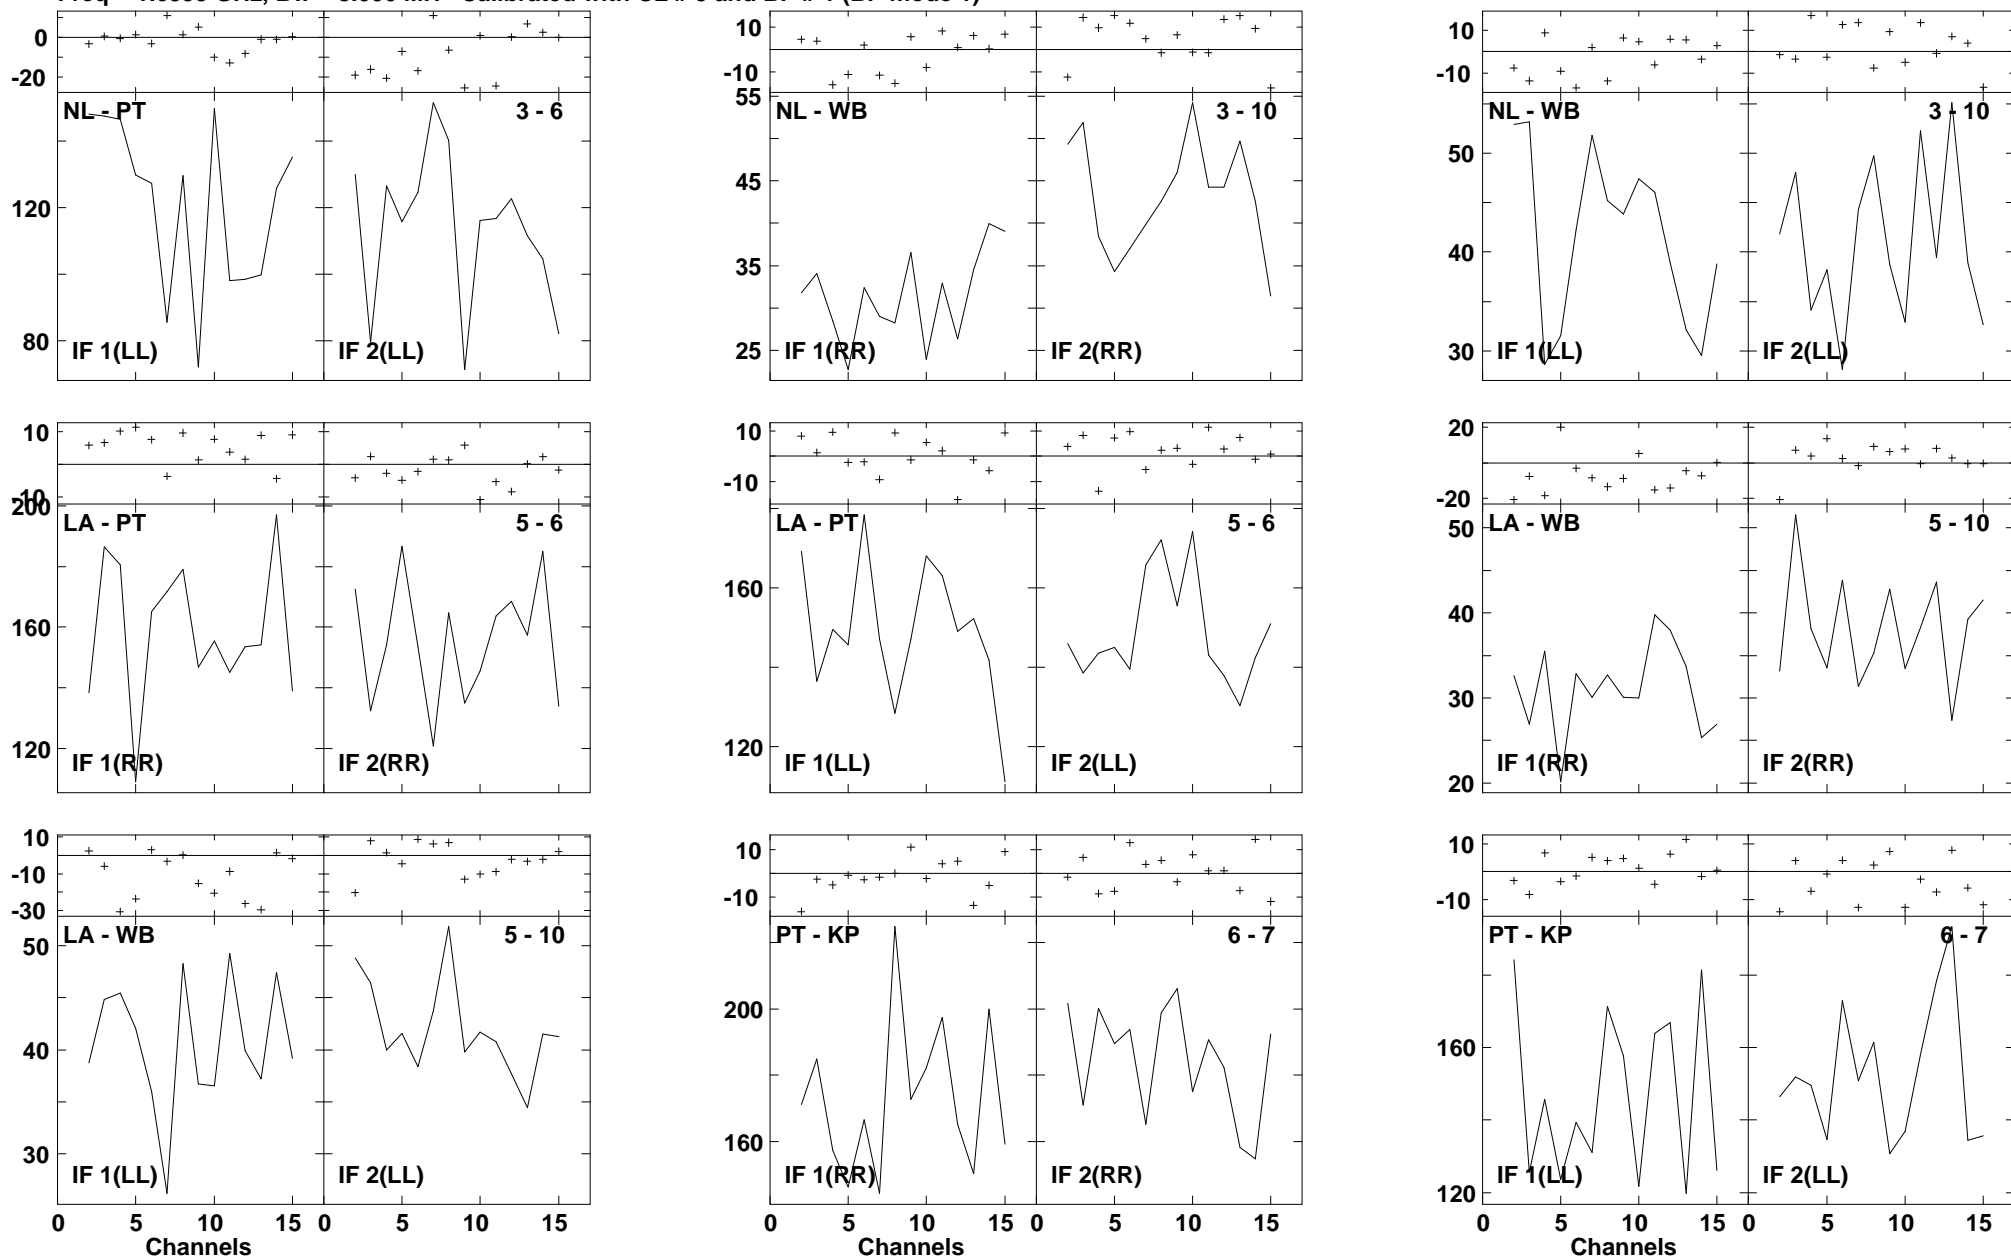 0
-20
NL - PT
3 - 6
120
80
IF 1(LL)
IF 2(LL)
10
-10
55
NL - WB
3 - 10
45
35
25
IF 1(RR)
IF 2(RR)
10
-10
NL - WB
3 - 10
50
40
30
IF 1(LL)
IF 2(LL)
10
-10
200
LA - PT
5 - 6
160
120
IF 1(RR)
IF 2(RR)
10
-10
LA - PT
5 - 6
160
120
IF 1(LL)
IF 2(LL)
20
-20
50
LA - WB
5 - 10
40
30
20
IF 1(RR)
IF 2(RR)
10
-10
-30
50
LA - WB
5 - 10
40
30
IF 1(LL)
IF 2(LL)
0 5 10 15 0 5 10 15
Channels
10
-10
PT - KP
6 - 7
200
160
IF 1(RR)
IF 2(RR)
0 5 10 15 0 5 10 15
Channels
10
-10
PT - KP
6 - 7
160
120
IF 1(LL)
IF 2(LL)
0 5 10 15 0 5 10 15
Channels